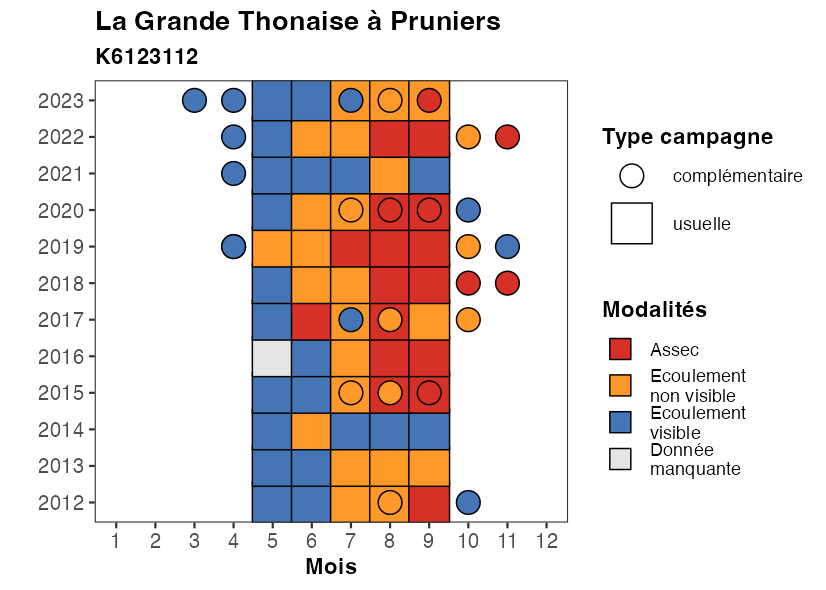 La Grande Thonaise à Pruniers
K6123112
2023
2022
2021
2020
2019
2018
2017
2016
2015
2014
2013
2012
1 2 3 4 5 6 7 8 9 10 11 12
Mois
Type campagne
complémentaire
usuelle
Modalités
Assec
Ecoulement
non visible
Ecoulement
visible
Donnée
manquante